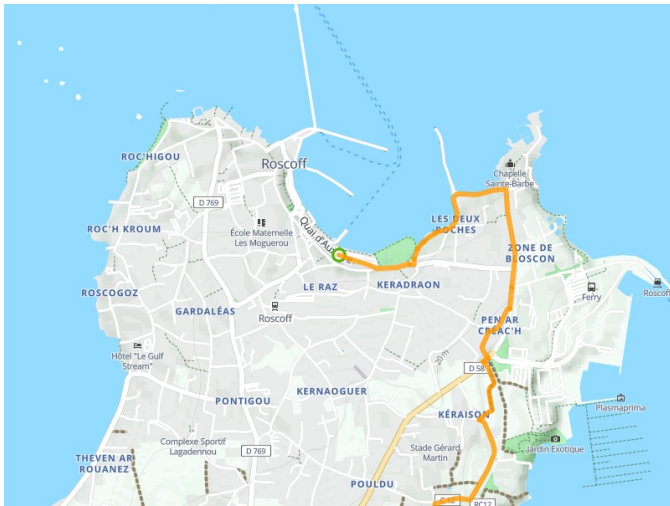 ROC'HIGOU
Roscoff
Chapelle
Sainte-Barbe
D 769
ROC'H KROUM
École Maternelle
Les Moguerou
LES DEUX
ROCHES
ZONE DE
BLOSCON
ROSCOGOZ
LE RAZ
KERADRAON
Ferry
Roscoff
GARDALÉAS
Roscoff
PEN AR
CREAC'H
20 m
Hôtel "Le Gulf
Stream"
D 58
KERNAOGUER
PONTIGOU
Plasmaprima
KÉRAISON
Complexe Sportif
Lagadennou
D 769
Stade Gérard
Martin
Jardin Exotique
THEVEN AR
ROUANEZ
POULDU
RC12